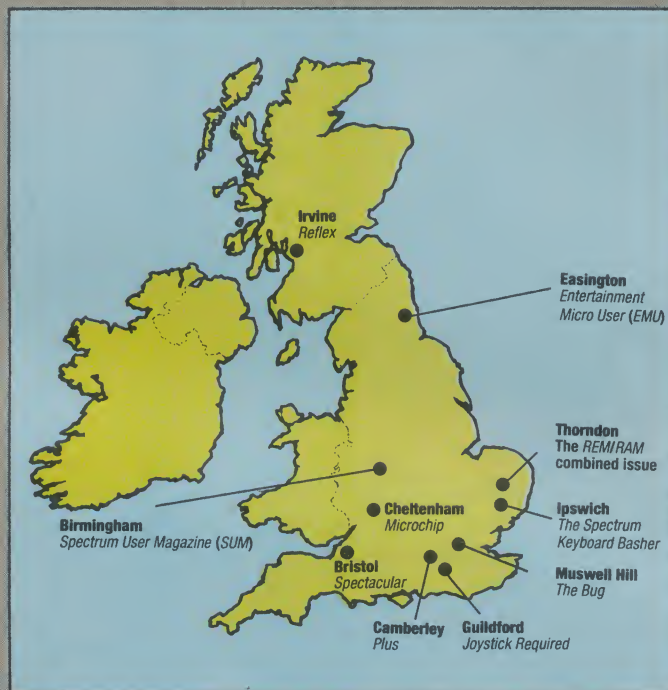 Irvine
Reflex
Easington
Entertainment
Micro User (EMU)
Thorndon
The REM/RAM
combined issue
Birmingham
Spectrum User Magazine (SUM)
Cheltenham
Microchip
Ipswich
The Spectrum
Keyboard Basher
Bristol
Spectacular
Muswell Hill
The Bug
Camberley
Plus
Guildford
Joystick Required